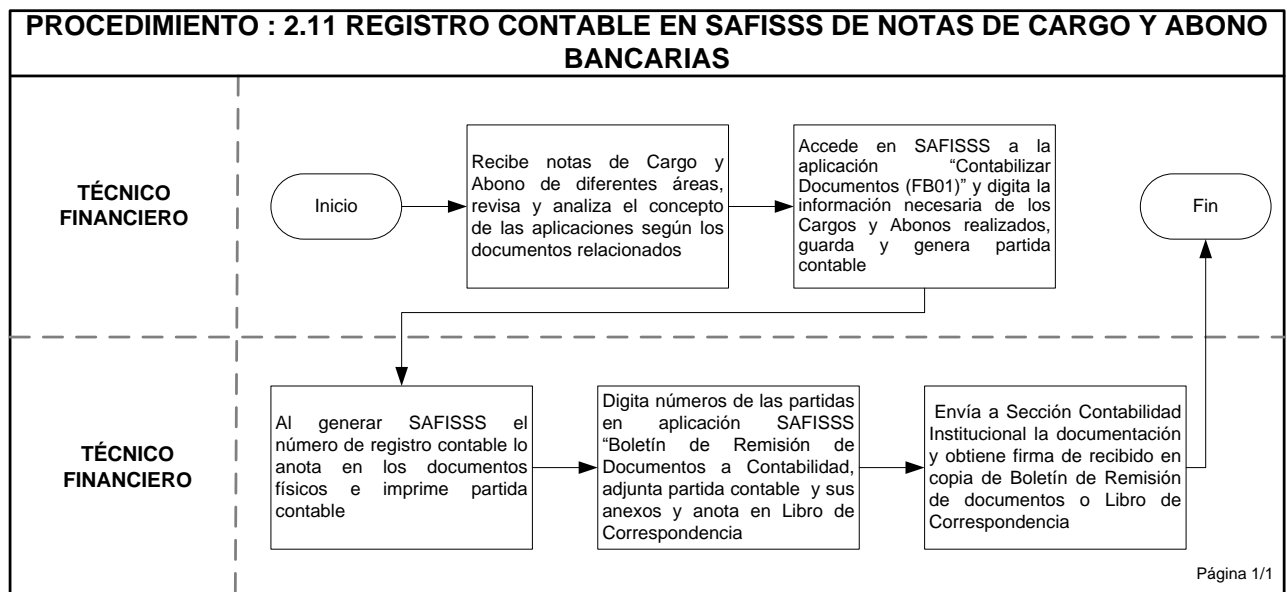 PROCEDIMIENTO : 2.11 REGISTRO CONTABLE EN SAFISSS DE NOTAS DE CARGO Y ABONO
BANCARIAS
TÉCNICO
FINANCIERO
Inicio
Recibe notas de Cargo y
Abono de diferentes áreas,
revisa y analiza el concepto
de las aplicaciones según los
documentos relacionados
Accede en SAFISSS a la
aplicación “Contabilizar
Documentos (FB01)” y digita la
información necesaria de los
Cargos y Abonos realizados,
guarda y genera partida
contable
Fin
TÉCNICO
FINANCIERO
Al generar SAFISSS el
número de registro contable lo
anota en los documentos
físicos e imprime partida
contable
Digita números de las partidas
en aplicación SAFISSS
“Boletín de Remisión de
Documentos a Contabilidad,
adjunta partida contable y sus
anexos y anota en Libro de
Correspondencia
Envía a Sección Contabilidad
Institucional la documentación
y obtiene firma de recibido en
copia de Boletín de Remisión
de documentos o Libro de
Correspondencia
Página 1/1